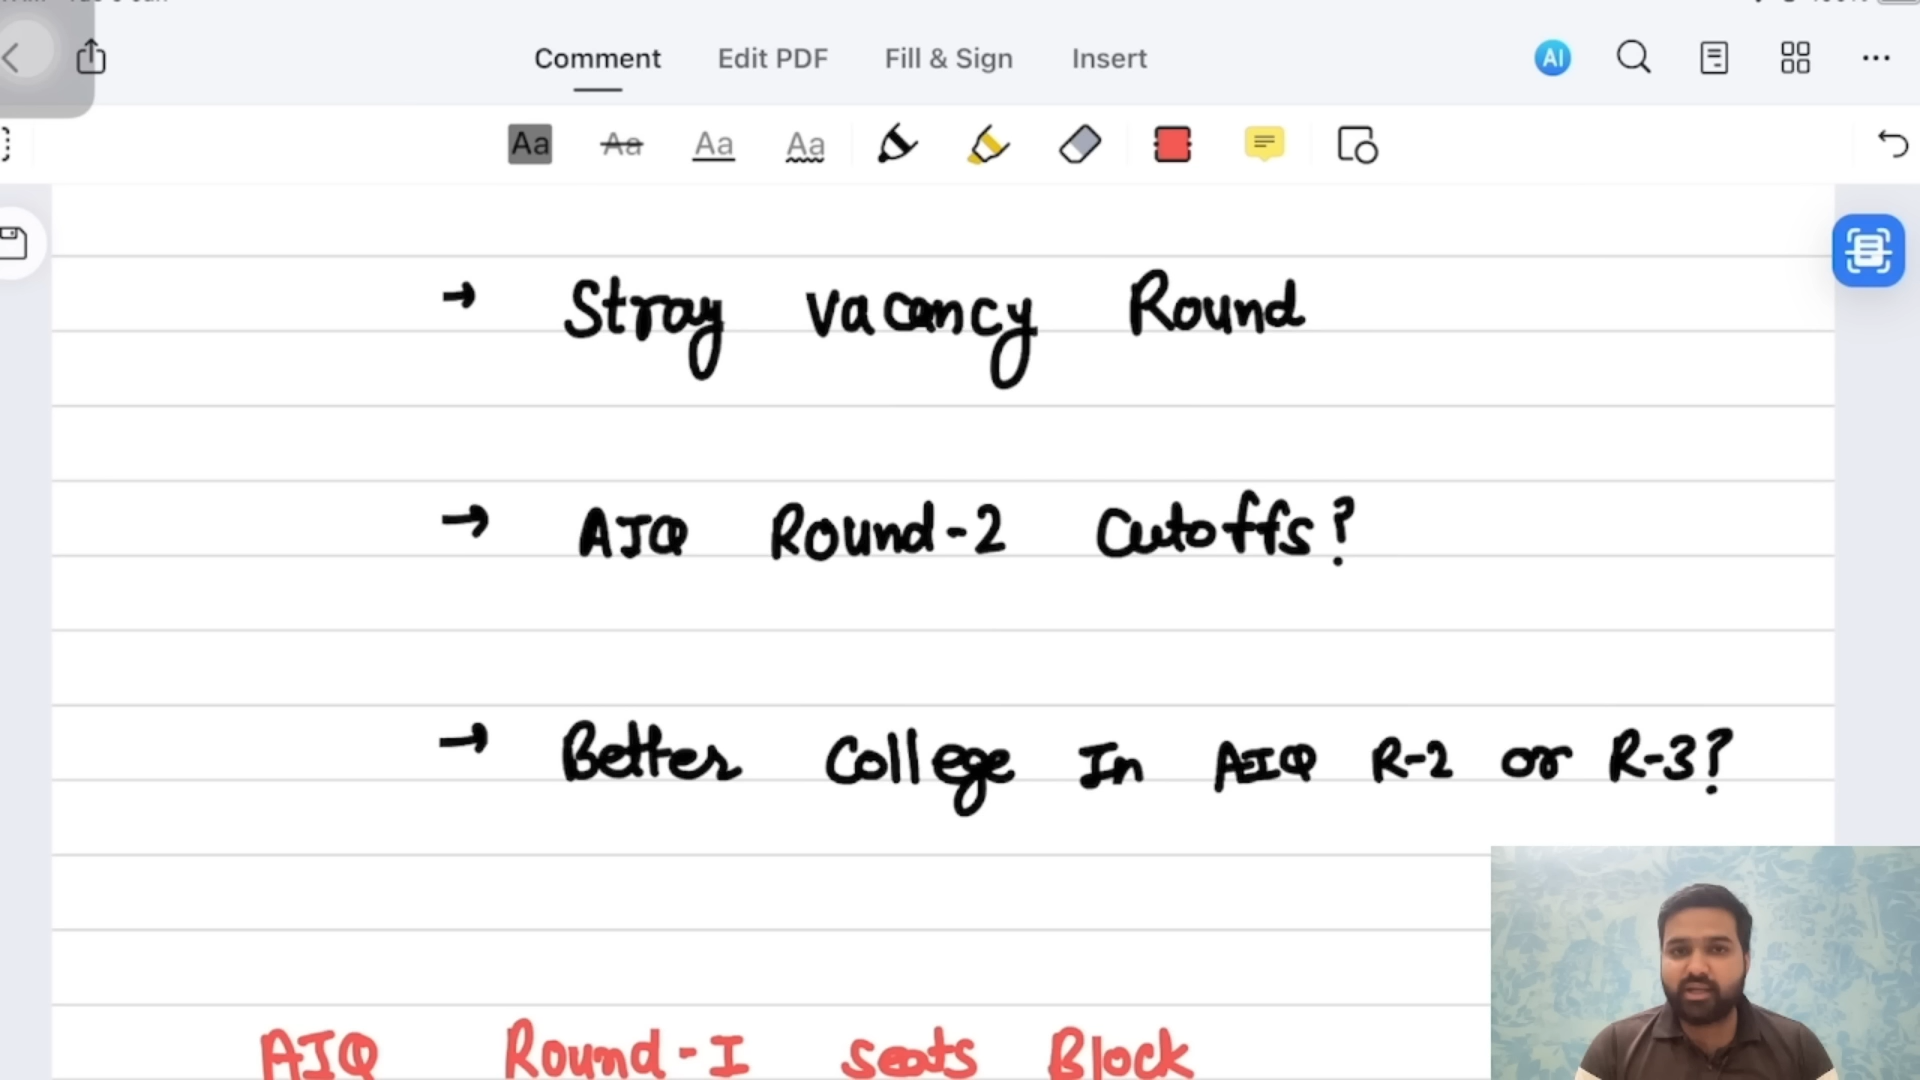 Comment Edit PDF Fill & Sign Insert AI
Aa Aa Aa Aa
→ Stray vacancy Round
→ AIQ Round-2 Cutoffs?
→ Better College In AIQ R-2 or R-3?
AIQ Round-I seats Block